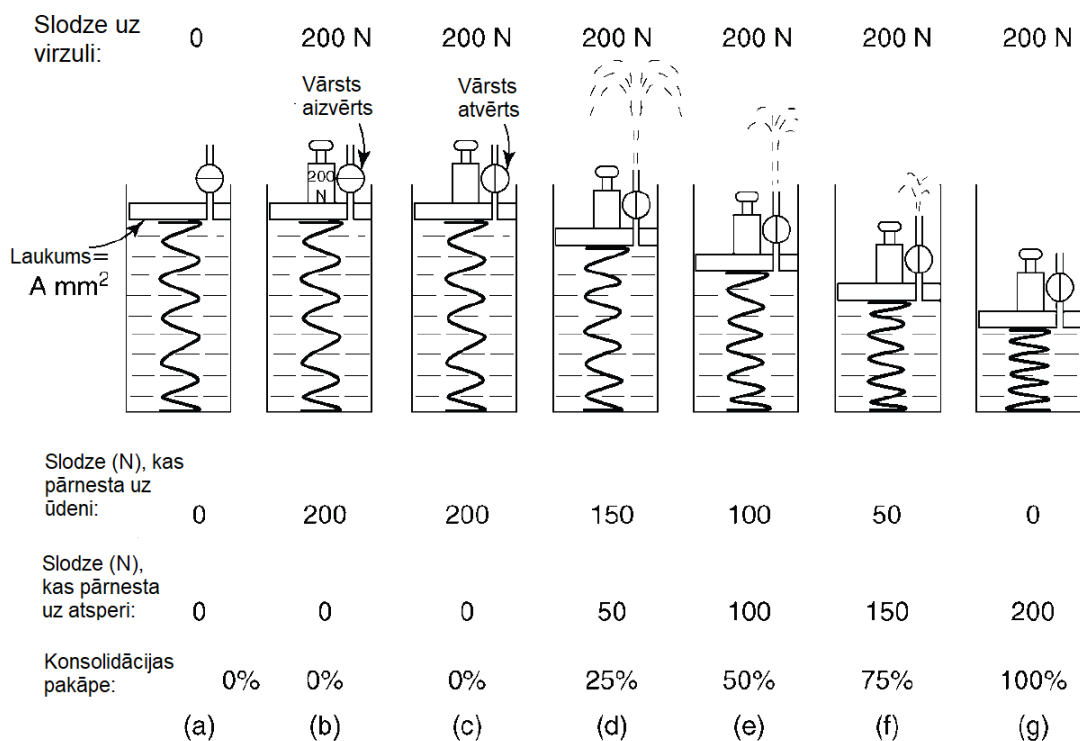 Slodze uz
virzuli:
0 200 N 200 N 200 N 200 N 200 N 200 N
Vārsts
aizvērts
Vārsts
atvērts
200
N
Laukums=
A mm²
Slodze (N), kas
pārnesta uz
ūdeni:
0 200 200 150 100 50 0
Slodze (N),
kas pārnesta
uz atsperi:
0 0 0 50 100 150 200
Konsolidācijas
pakāpe:
0% 0% 0% 25% 50% 75% 100%
(a) (b) (c) (d) (e) (f) (g)